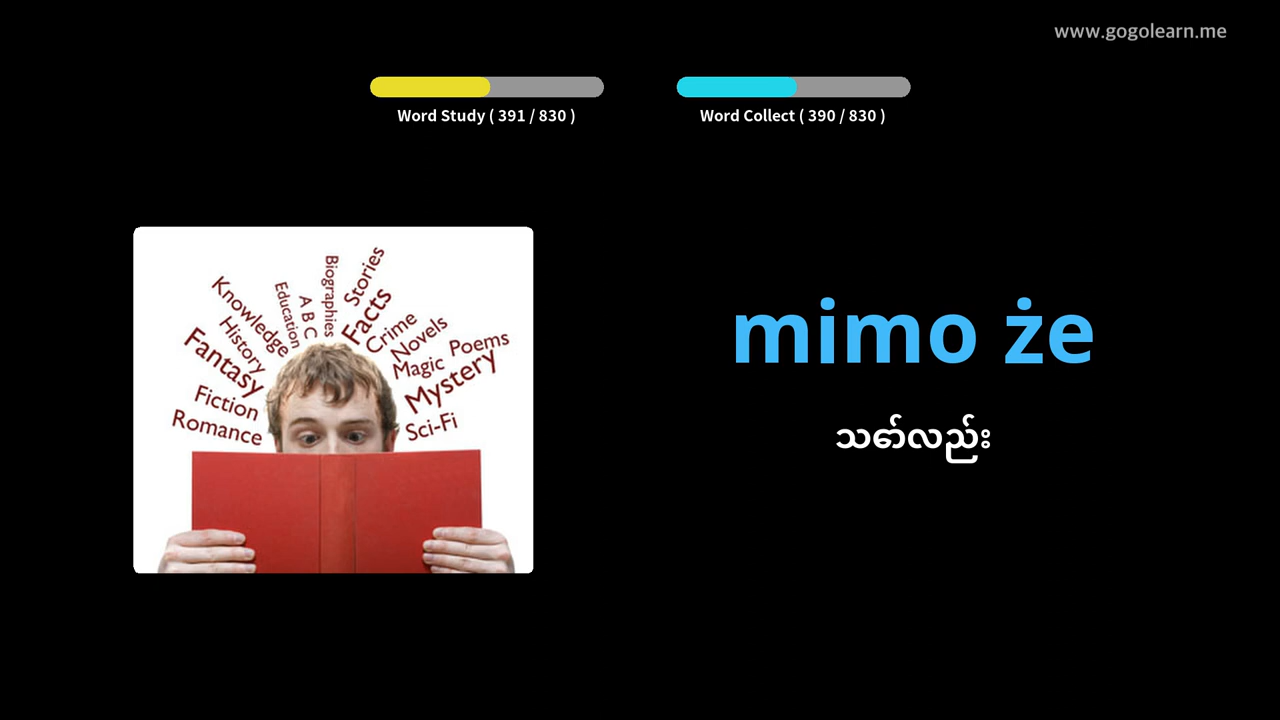 www.gogolearn.me
Word Study ( 391 / 830 )
Word Collect ( 390 / 830 )
Biographies
Stories
Education
A B C
Facts
Knowledge
Crime
History
Novels
Fantasy
Magic
Poems
Mystery
Fiction
Romance
Sci-Fi
mimo że
သဪ်လည်း